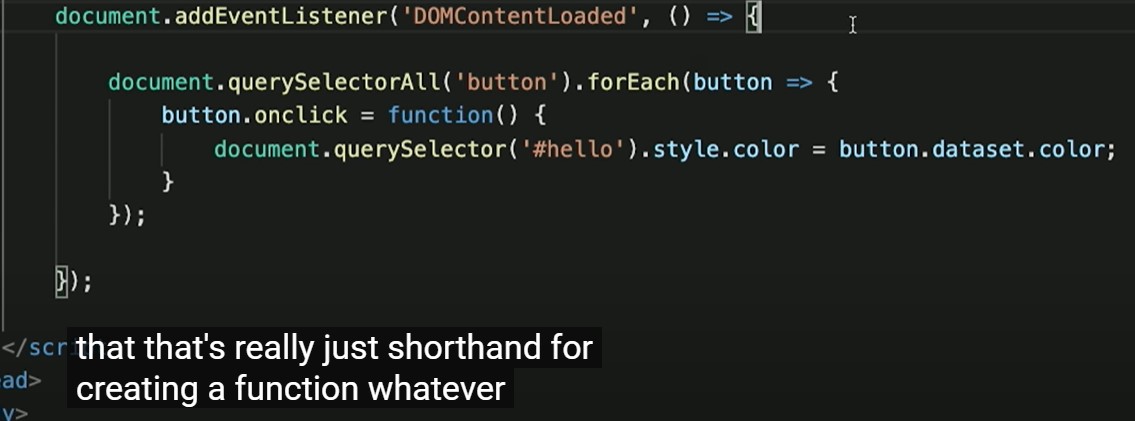 document.addEventListener('DOMContentLoaded', () => {
document.querySelectorAll('button').forEach(button => {
button.onclick = function() {
document.querySelector('#hello').style.color = button.dataset.color;
}
});
});
</scr
that that's really just shorthand for
ead>
creating a function whatever
v>